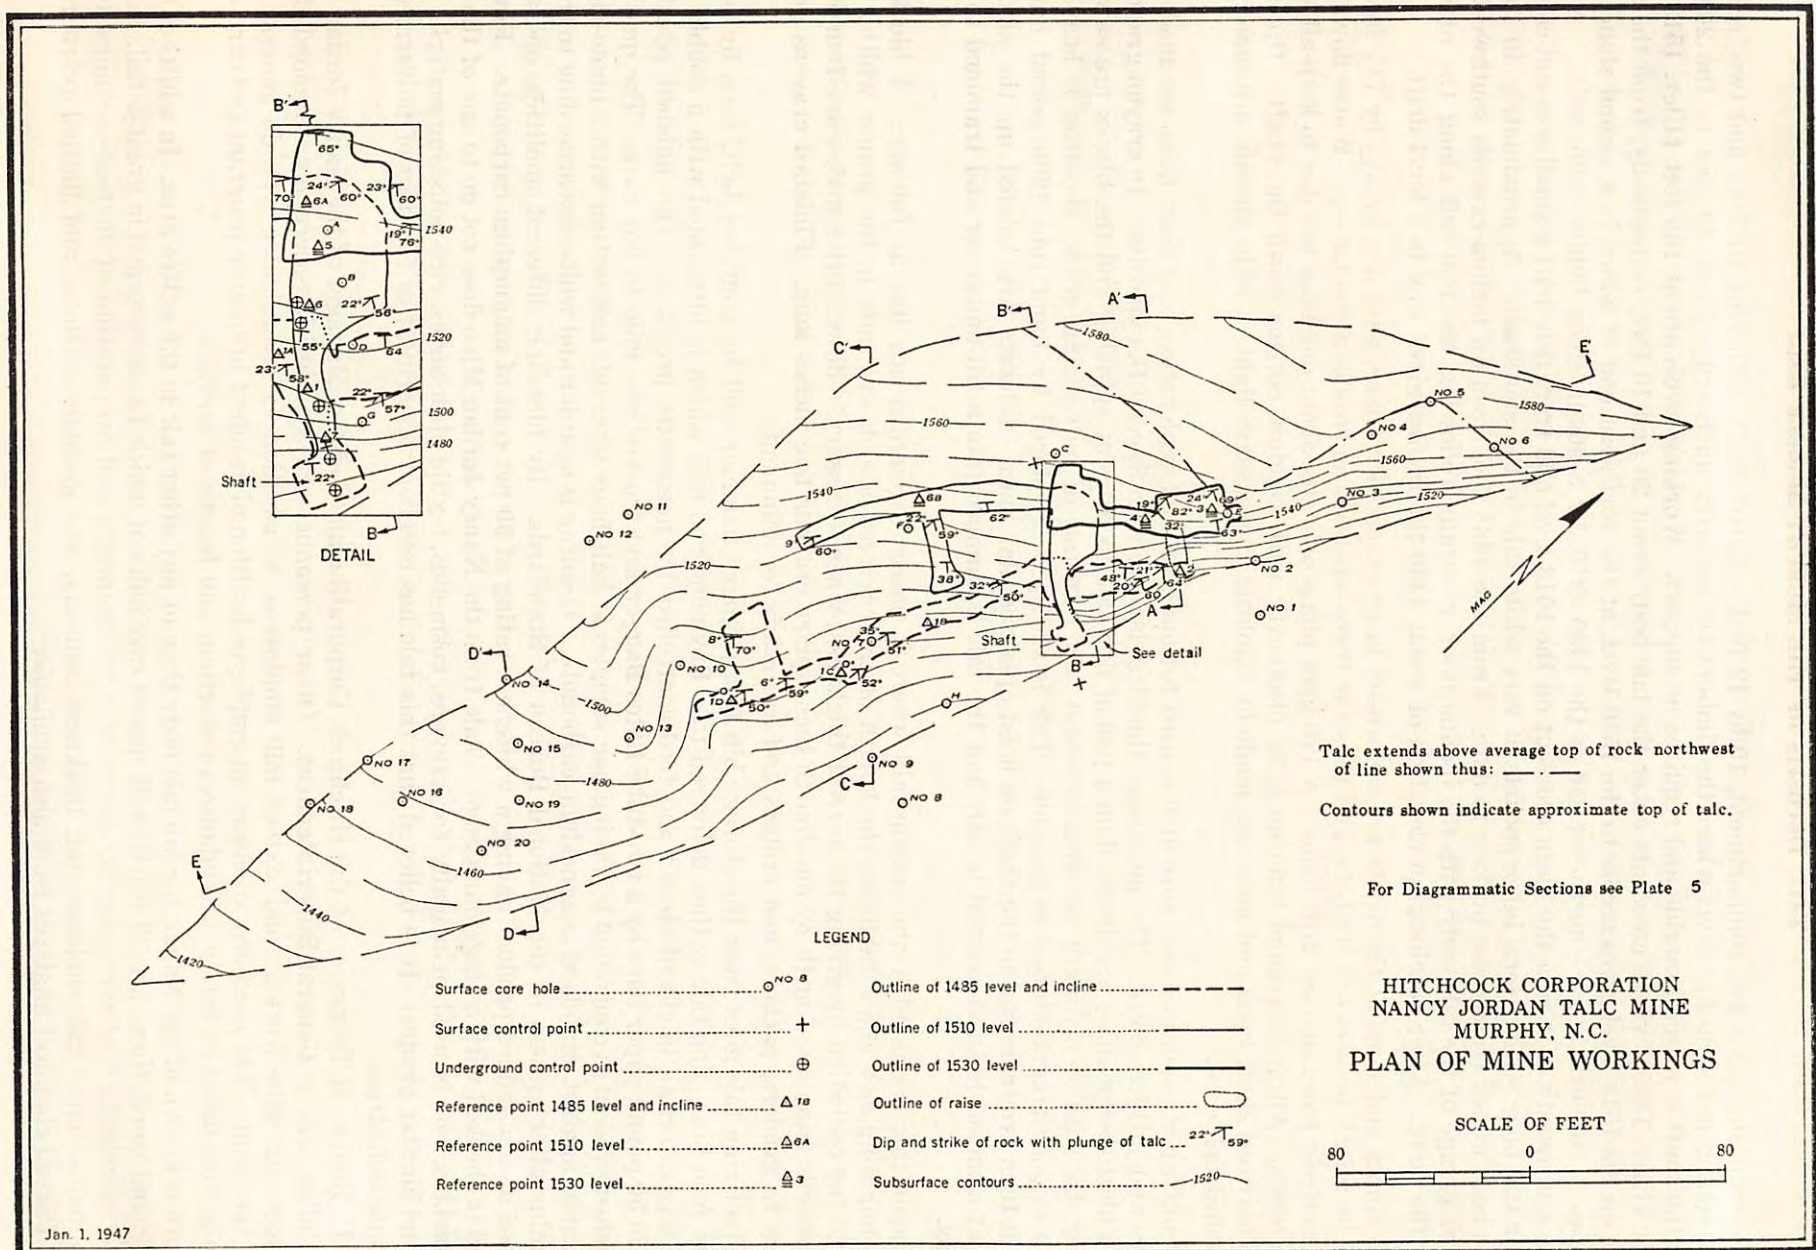 B'
65°
70°
24°
60°
23°
60°
6A
A
5
19°
76°
1540
B
6
22°
56°
1520
55°
D
64
1A
23°
58°
1
22°
57°
1500
G
7
1480
Shaft
22°
B
DETAIL
C'
B'
A'
E'
1580
NO 5
1580
NO 4
NO 6
1560
1560
C
NO 3
1520
1540
1540
6B
19°
24°
69°
4
82°
3
E
32°
63°
NO 11
NO 12
F
22°
59°
62°
9
60°
1520
38°
32°
50°
48°
21°
20°
60
64
2
NO 2
A
NO 1
MAG
N
1B
Shaft
See detail
B
8°
70°
NO 7
35°
51°
0°
1C
52°
6°
59°
0°
1D
50°
NO 10
D'
NO 14
1500
H
NO 13
NO 15
NO 17
NO 9
C
NO 8
1480
NO 16
NO 19
NO 18
NO 20
1460
E
1440
D
1420
Talc extends above average top of rock northwest
of line shown thus:
Contours shown indicate approximate top of talc.
For Diagrammatic Sections see Plate 5
LEGEND
Surface core hole NO 8
Surface control point
Underground control point
Reference point 1485 level and incline 1B
Reference point 1510 level 6A
Reference point 1530 level 3
Outline of 1485 level and incline
Outline of 1510 level
Outline of 1530 level
Outline of raise
Dip and strike of rock with plunge of talc 22° 59°
Subsurface contours 1520
HITCHCOCK CORPORATION
NANCY JORDAN TALC MINE
MURPHY, N.C.
PLAN OF MINE WORKINGS
SCALE OF FEET
80 0 80
Jan. 1, 1947